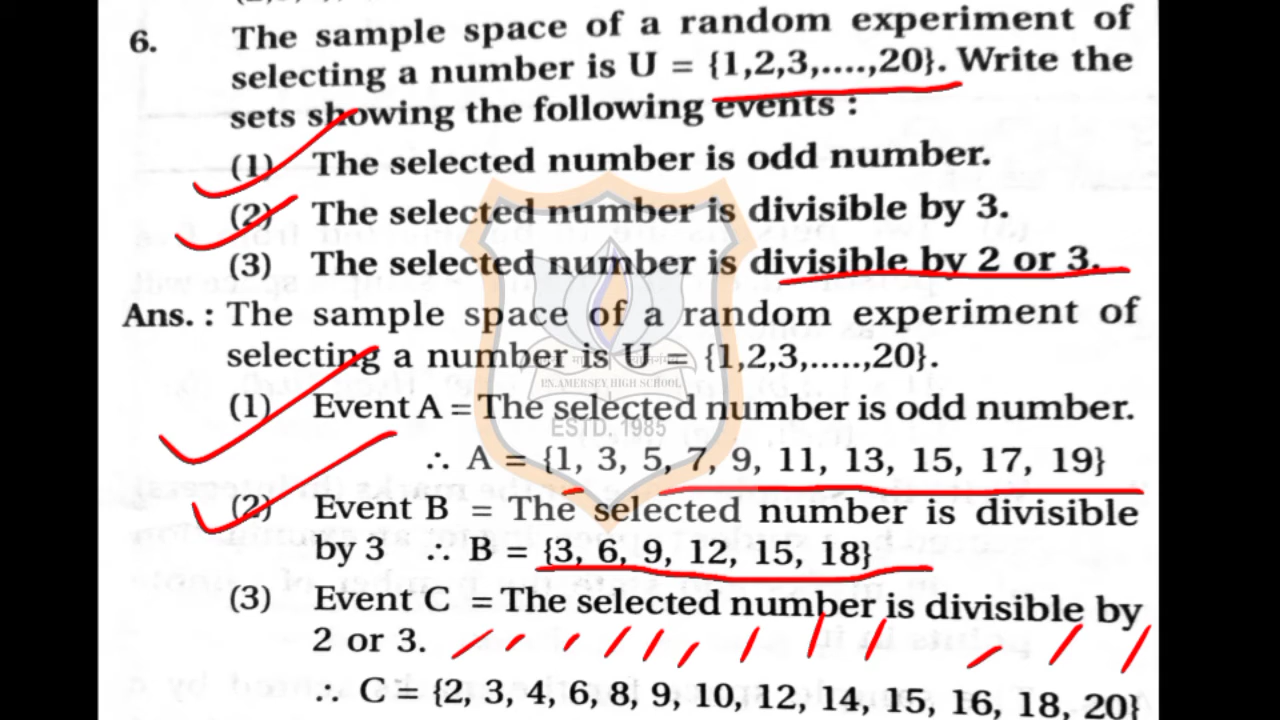 6. The sample space of a random experiment of
selecting a number is U = {1,2,3,....,20}. Write the
sets showing the following events :
(1) The selected number is odd number.
(2) The selected number is divisible by 3.
(3) The selected number is divisible by 2 or 3.
Ans. : The sample space of a random experiment of
selecting a number is U = {1,2,3,.....,20}.
(1) Event A = The selected number is odd number.
∴ A = {1, 3, 5, 7, 9, 11, 13, 15, 17, 19}
(2) Event B = The selected number is divisible
by 3 ∴ B = {3, 6, 9, 12, 15, 18}
(3) Event C = The selected number is divisible by
2 or 3.
∴ C = {2, 3, 4, 6, 8, 9, 10, 12, 14, 15, 16, 18, 20}
P.N.AMERSEY HIGH SCHOOL
ESTD. 1985